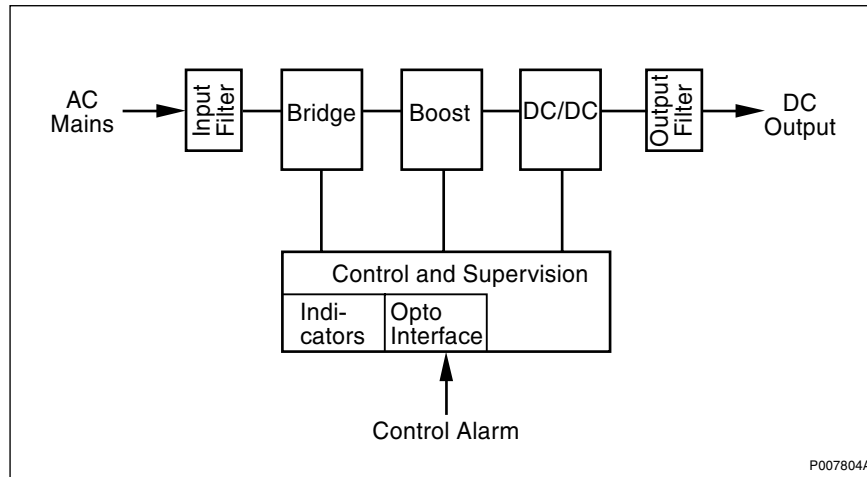 AC
Mains
Input
Filter
Bridge
Boost
DC/DC
Output
Filter
DC
Output
Control and Supervision
Indi-
cators
Opto
Interface
Control Alarm
P007804A